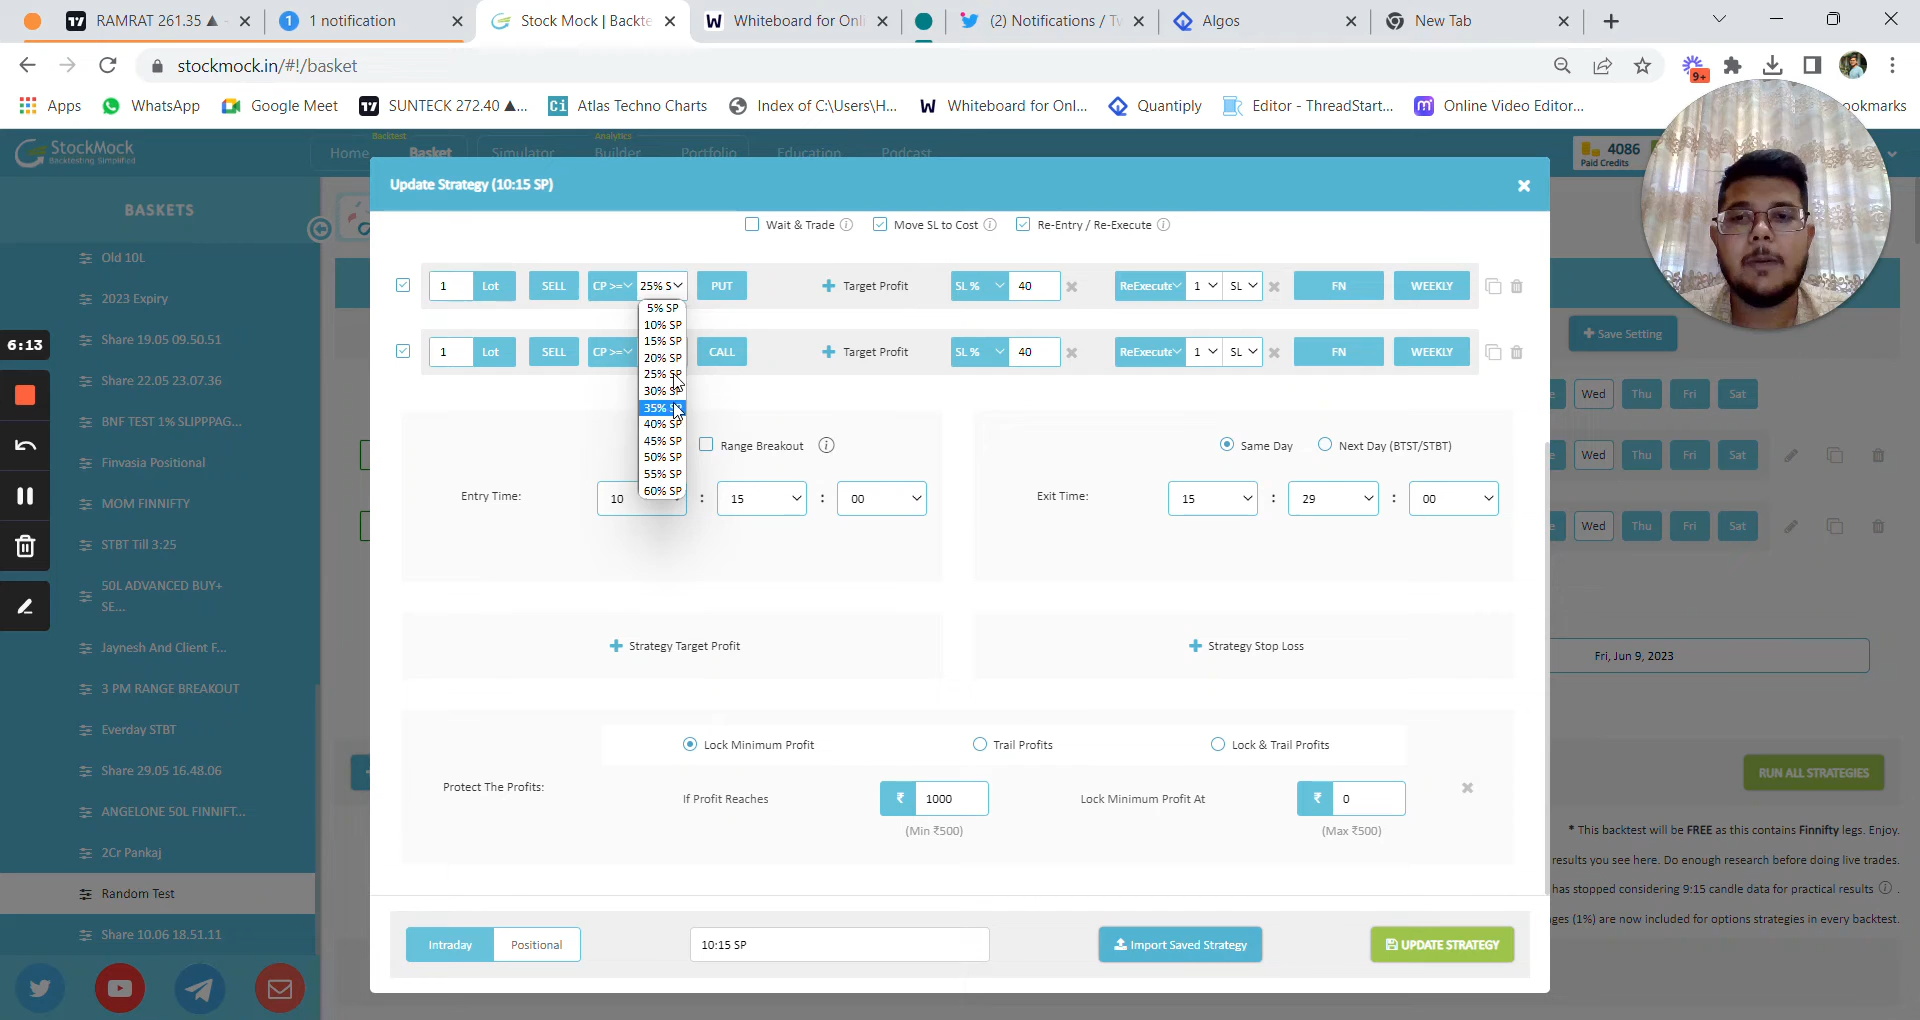 RAMRAT 261.35 ▲ -
1 notification
Stock Mock | Backte
Whiteboard for Onli
(2) Notifications / Tw
Algos
New Tab
stockmock.in/#!/basket
9+
Apps
WhatsApp
Google Meet
SUNTECK 272.40 ▲...
Atlas Techno Charts
Index of C:\Users\H...
Whiteboard for Onl...
Quantiply
Editor - ThreadStart...
Online Video Editor...
ookmarks
StockMock
Backtesting Simplified
Backtest
Home
Basket
Simulator
Analytics
Builder
Portfolio
Education
Podcast
4086
Paid Credits
BASKETS
Old 10L
2023 Expiry
Share 19.05 09.50.51
Share 22.05 23.07.36
BNF TEST 1% SLIPPPAG...
Finvasia Positional
MOM FINNIFTY
STBT Till 3:25
50L ADVANCED BUY+
SE...
Jaynesh And Client F...
3 PM RANGE BREAKOUT
Everday STBT
Share 29.05 16.48.06
ANGELONE 50L FINNIFT...
2Cr Pankaj
Random Test
Share 10.06 18.51.11
6:13
Update Strategy (10:15 SP)
Wait & Trade
Move SL to Cost
Re-Entry / Re-Execute
1 Lot SELL CP >= 25% S PUT + Target Profit SL % 40 ReExecute 1 SL FN WEEKLY
5% SP
10% SP
15% SP
20% SP
25% SP
30% SP
35% SP
40% SP
45% SP
50% SP
55% SP
60% SP
1 Lot SELL CP >= CALL + Target Profit SL % 40 ReExecute 1 SL FN WEEKLY
Range Breakout
Same Day
Next Day (BTST/STBT)
Entry Time: 10 : 15 : 00
Exit Time: 15 : 29 : 00
+ Strategy Target Profit
+ Strategy Stop Loss
Lock Minimum Profit
Trail Profits
Lock & Trail Profits
Protect The Profits:
If Profit Reaches ₹ 1000
(Min ₹500)
Lock Minimum Profit At ₹ 0
(Max ₹500)
Intraday
Positional
10:15 SP
Import Saved Strategy
UPDATE STRATEGY
+ Save Setting
Wed Thu Fri Sat
Wed Thu Fri Sat
Wed Thu Fri Sat
Fri, Jun 9, 2023
RUN ALL STRATEGIES
* This backtest will be FREE as this contains Finnifty legs. Enjoy.
results you see here. Do enough research before doing live trades.
has stopped considering 9:15 candle data for practical results
ges (1%) are now included for options strategies in every backtest.